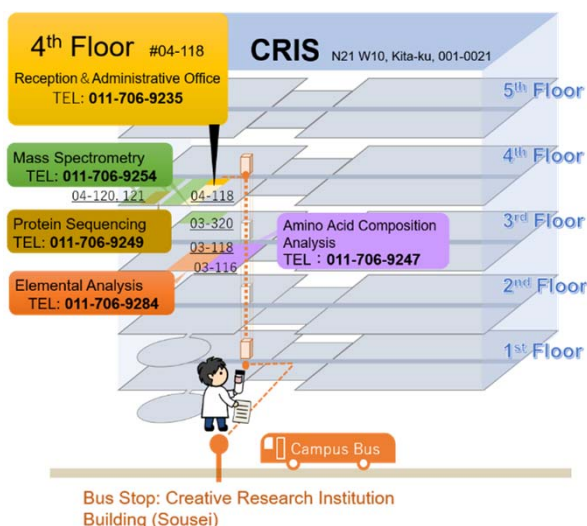 4th Floor #04-118
Reception & Administrative Office
TEL: 011-706-9235
CRIS N21 W10, Kita-ku, 001-0021
5th Floor
4th Floor
Mass Spectrometry
TEL: 011-706-9254
04-120. 121
04-118
3rd Floor
Protein Sequencing
TEL: 011-706-9249
03-320
03-118
03-116
Amino Acid Composition
Analysis
TEL：011-706-9247
Elemental Analysis
TEL: 011-706-9284
2nd Floor
1st Floor
Campus Bus
Bus Stop: Creative Research Institution
Building (Sousei)